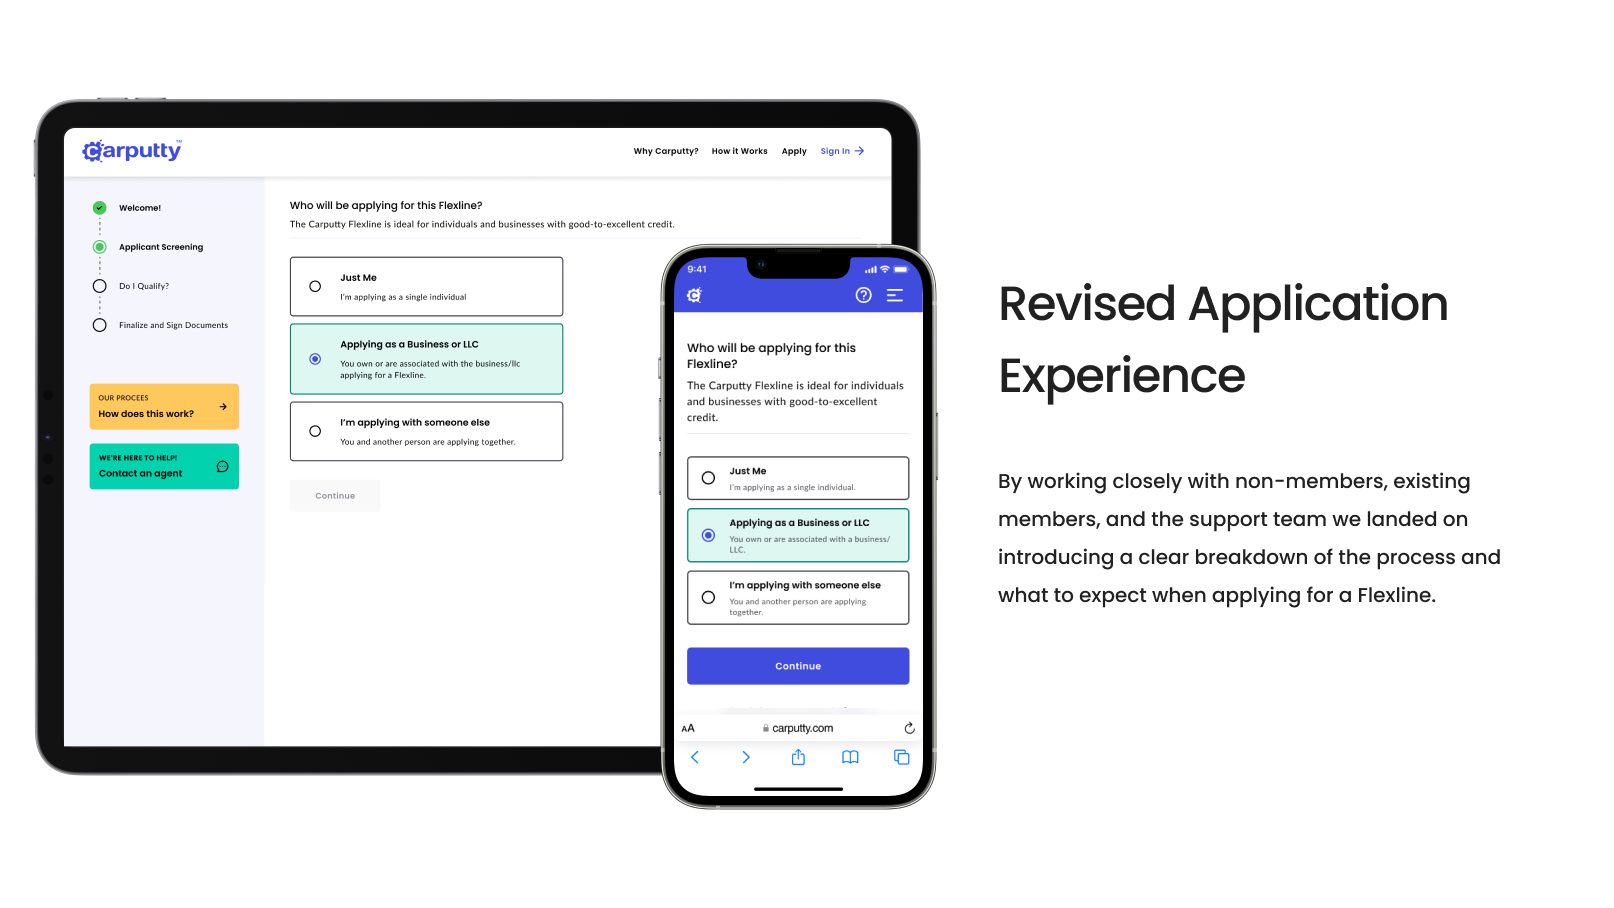 Carputty™
Why Carputty? How it Works Apply Sign In
Welcome!
Applicant Screening
Do I Qualify?
Finalize and Sign Documents
OUR PROCEES
How does this work?
WE'RE HERE TO HELP!
Contact an agent
Who will be applying for this Flexline?
The Carputty Flexline is ideal for individuals and businesses with good-to-excellent credit.
Just Me
I'm applying as a single individual
Applying as a Business or LLC
You own or are associated with the business/llc
applying for a Flexline.
I'm applying with someone else
You and another person are applying together.
Continue
9:41
C
Who will be applying for this
Flexline?
The Carputty Flexline is ideal for individuals
and businesses with good-to-excellent
credit.
Just Me
I'm applying as a single individual.
Applying as a Business or LLC
You own or are associated with a business/
LLC.
I'm applying with someone else
You and another person are applying
together.
Continue
AA carputty.com
Revised Application
Experience
By working closely with non-members, existing
members, and the support team we landed on
introducing a clear breakdown of the process and
what to expect when applying for a Flexline.